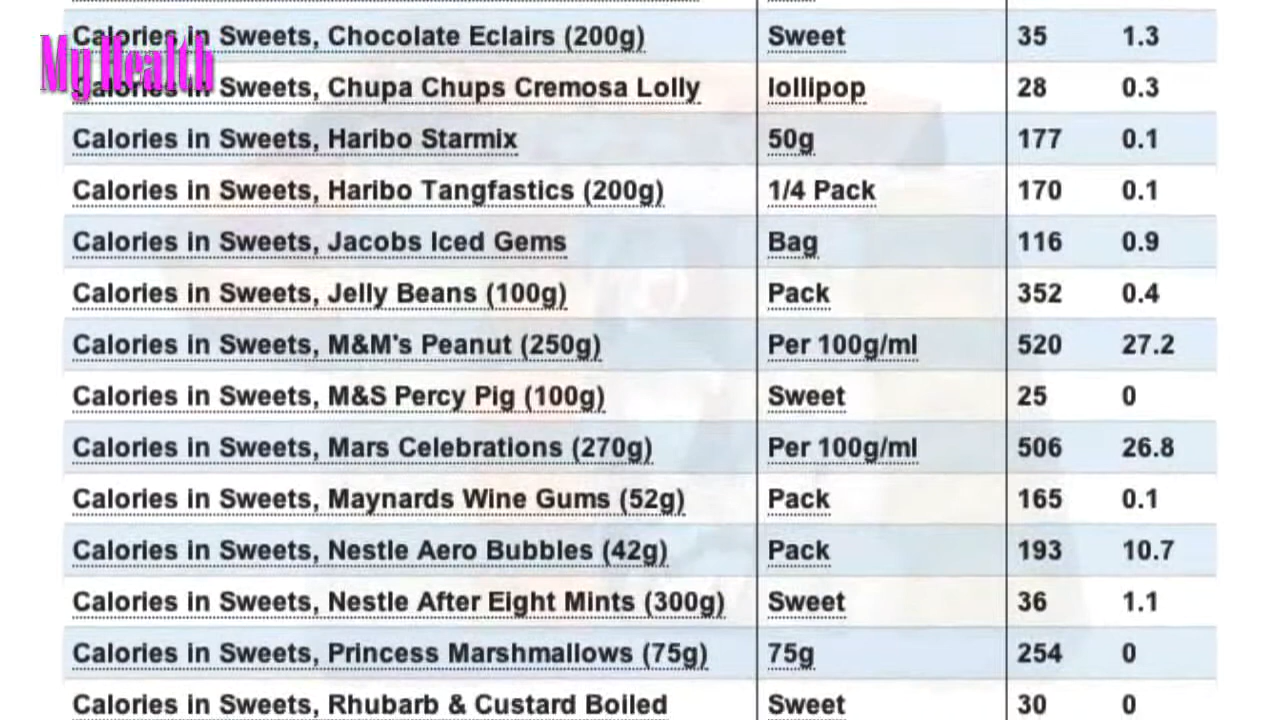 My Health
Calories in Sweets, Chocolate Eclairs (200g) Sweet 35 1.3
Calories in Sweets, Chupa Chups Cremosa Lolly lollipop 28 0.3
Calories in Sweets, Haribo Starmix 50g 177 0.1
Calories in Sweets, Haribo Tangfastics (200g) 1/4 Pack 170 0.1
Calories in Sweets, Jacobs Iced Gems Bag 116 0.9
Calories in Sweets, Jelly Beans (100g) Pack 352 0.4
Calories in Sweets, M&M's Peanut (250g) Per 100g/ml 520 27.2
Calories in Sweets, M&S Percy Pig (100g) Sweet 25 0
Calories in Sweets, Mars Celebrations (270g) Per 100g/ml 506 26.8
Calories in Sweets, Maynards Wine Gums (52g) Pack 165 0.1
Calories in Sweets, Nestle Aero Bubbles (42g) Pack 193 10.7
Calories in Sweets, Nestle After Eight Mints (300g) Sweet 36 1.1
Calories in Sweets, Princess Marshmallows (75g) 75g 254 0
Calories in Sweets, Rhubarb & Custard Boiled Sweet 30 0